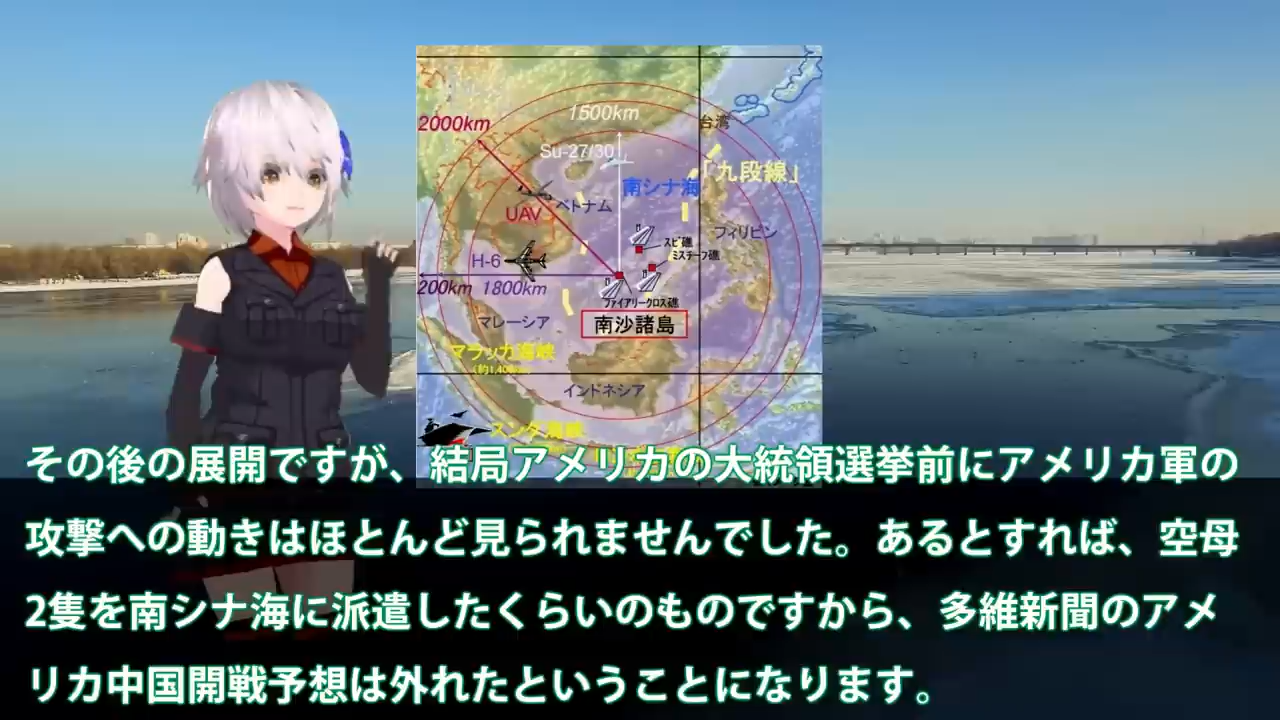 1500km
2000km
台湾
Su-27/30
「九段線」
南シナ海
UAV
ベトナム
フィリピン
スビ礁
ミスチーフ礁
H-6
200km 1800km
ファイアリークロス礁
マレーシア
南沙諸島
マラッカ海峡
インドネシア
スンダ海峡
その後の展開ですが、結局アメリカの大統領選挙前にアメリカ軍の
攻撃への動きはほとんど見られませんでした。あるとすれば、空母
2隻を南シナ海に派遣したくらいのものですから、多維新聞のアメ
リカ中国開戦予想は外れたということになります。